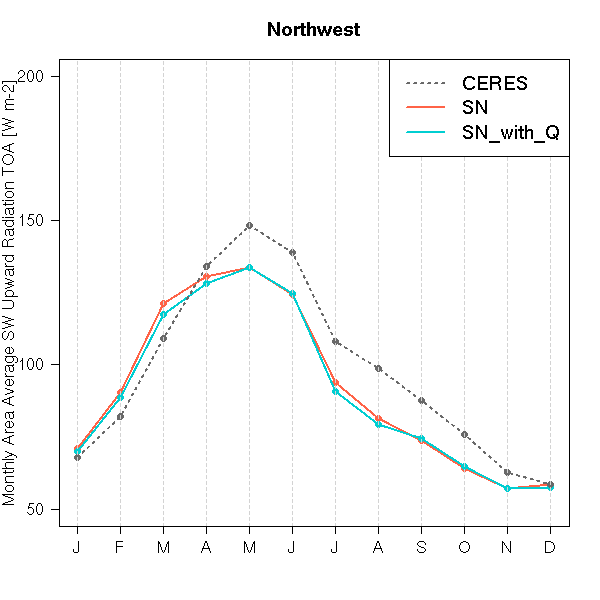 Northwest
Monthly Area Average SW Upward Radiation TOA [W m-2]
200
150
100
50
CERES
SN
SN_with_Q
J F M A M J J A S O N D